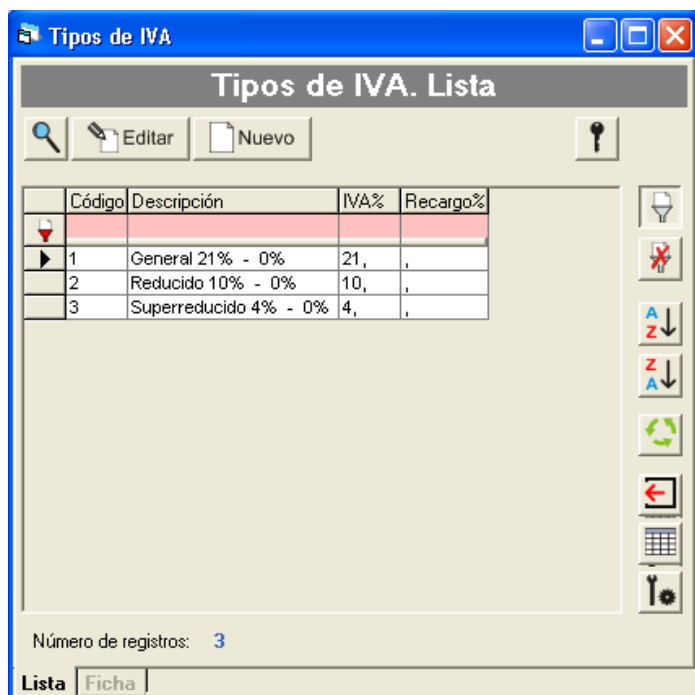 Tipos de IVA
Tipos de IVA. Lista
Editar Nuevo
Código Descripción IVA% Recargo%
1 General 21% - 0% 21, ,
2 Reducido 10% - 0% 10, ,
3 Superreducido 4% - 0% 4, ,
A Z
Z A
Número de registros: 3
Lista Ficha